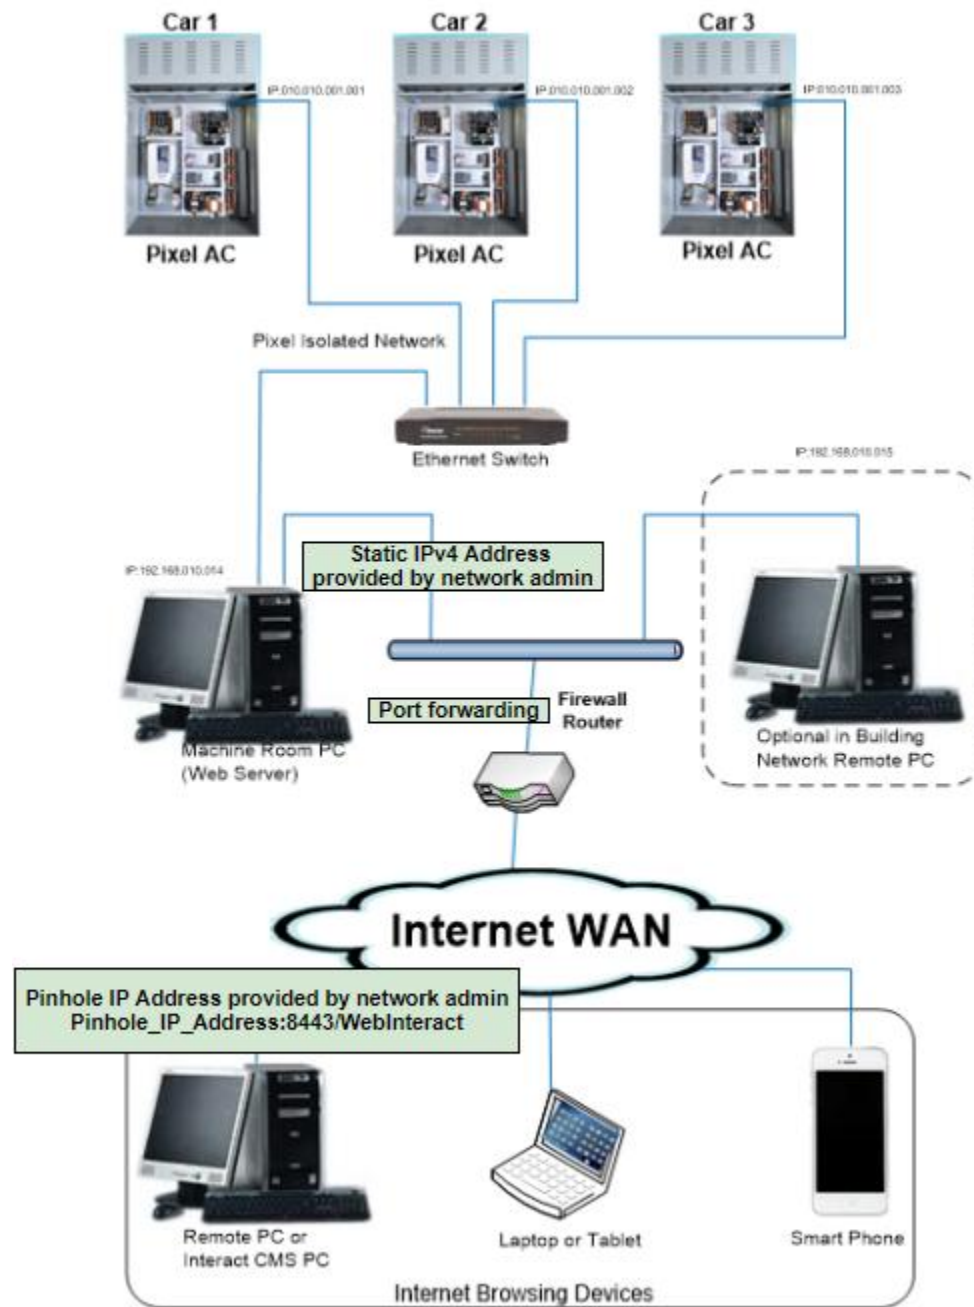 Car 1
Car 2
Car 3
IP:010.010.001.001
IP:010.010.001.002
IP:010.010.001.003
Pixel AC
Pixel AC
Pixel AC
Pixel Isolated Network
Ethernet Switch
IP:192.168.010.015
Static IPv4 Address
provided by network admin
IP:192.168.010.014
Port forwarding
Firewall
Router
Machine Room PC
(Web Server)
Optional in Building
Network Remote PC
Internet WAN
Pinhole IP Address provided by network admin
Pinhole_IP_Address:8443/WebInteract
Remote PC or
Interact CMS PC
Laptop or Tablet
Smart Phone
Internet Browsing Devices